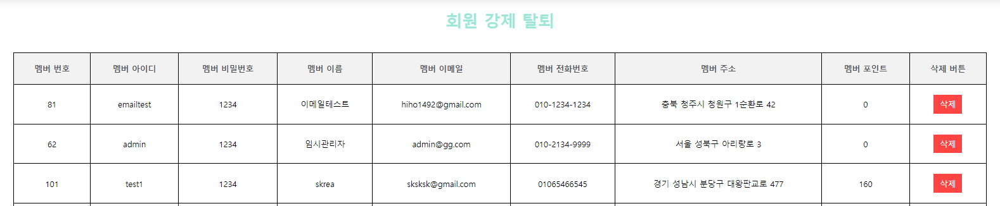 회원 강제 탈퇴
멤버 번호 멤버 아이디 멤버 비밀번호 멤버 이름 멤버 이메일 멤버 전화번호 멤버 주소 멤버 포인트 삭제 버튼
81 emailtest 1234 이메일테스트 hiho1492@gmail.com 010-1234-1234 충북 청주시 청원구 1순환로 42 0 삭제
62 admin 1234 임시관리자 admin@gg.com 010-2134-9999 서울 성북구 아리랑로 3 0 삭제
101 test1 1234 skrea sksksk@gmail.com 01065466545 경기 성남시 분당구 대왕판교로 477 160 삭제